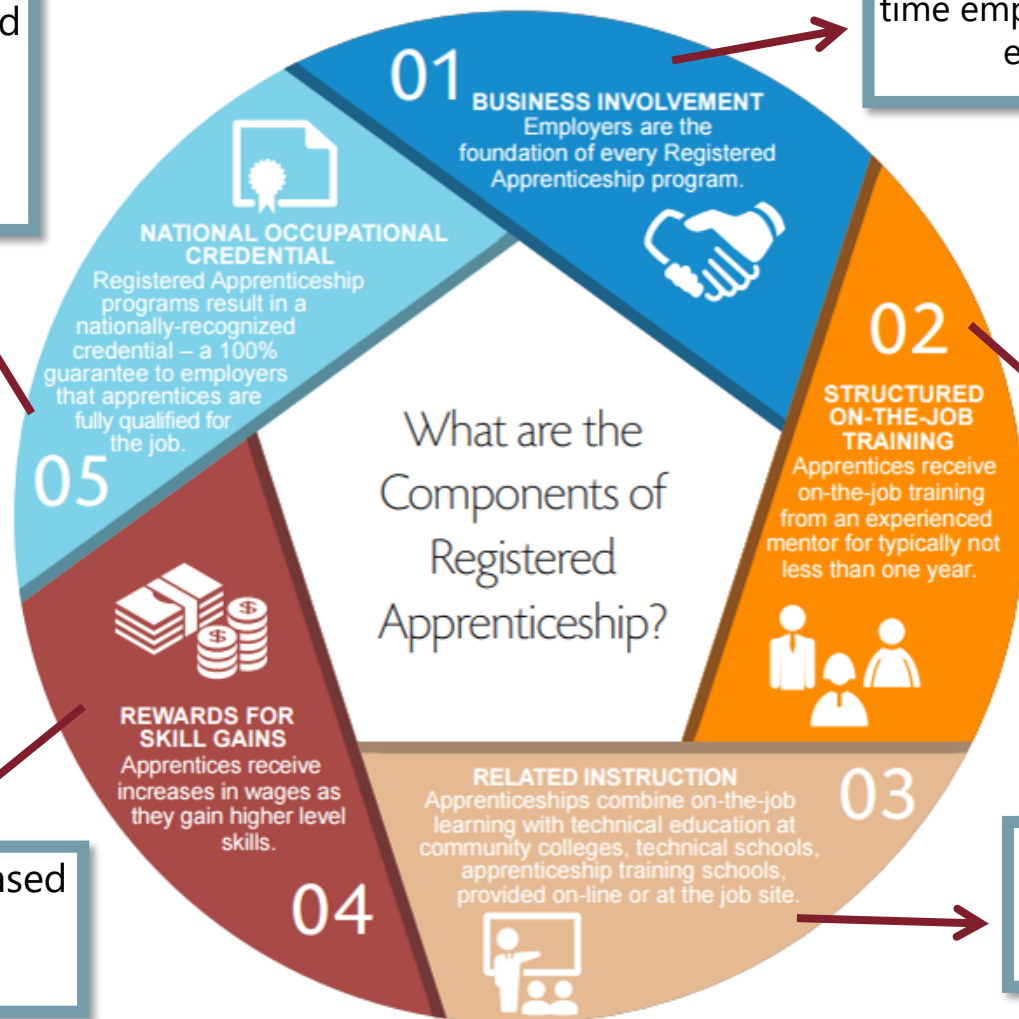 01
BUSINESS INVOLVEMENT
Employers are the
foundation of every Registered
Apprenticeship program.
02
STRUCTURED
ON-THE-JOB
TRAINING
Apprentices receive
on-the-job training
from an experienced
mentor for typically not
less than one year.
03
RELATED INSTRUCTION
Apprenticeships combine on-the-job
learning with technical education at
community colleges, technical schools,
apprenticeship training schools,
provided on-line or at the job site.
04
REWARDS FOR
SKILL GAINS
Apprentices receive
increases in wages as
they gain higher level
skills.
05
NATIONAL OCCUPATIONAL
CREDENTIAL
Registered Apprenticeship
programs result in a
nationally-recognized
credential – a 100%
guarantee to employers
that apprentices are
fully qualified for
the job.
What are the
Components of
Registered
Apprenticeship?
time
$
$